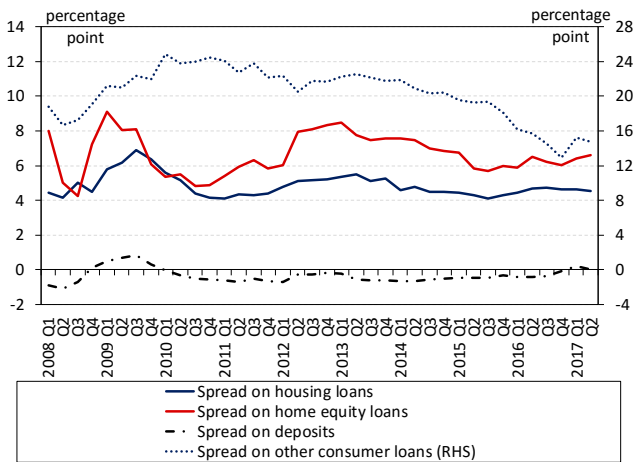 percentage point
percentage point
14
12
10
8
6
4
2
0
-2
28
24
20
16
12
8
4
0
-4
2008 Q1
Q2
Q3
Q4
2009 Q1
Q2
Q3
Q4
2010 Q1
Q2
Q3
Q4
2011 Q1
Q2
Q3
Q4
2012 Q1
Q2
Q3
Q4
2013 Q1
Q2
Q3
Q4
2014 Q1
Q2
Q3
Q4
2015 Q1
Q2
Q3
Q4
2016 Q1
Q2
Q3
Q4
2017 Q1
Q2
Spread on housing loans
Spread on home equity loans
Spread on deposits
Spread on other consumer loans (RHS)